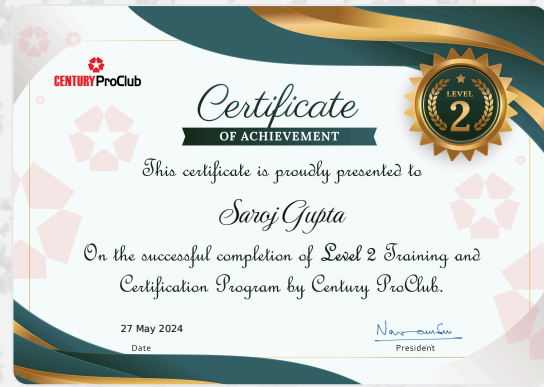 CENTURY ProClub
Certificate
OF ACHIEVEMENT
LEVEL
2
This certificate is proudly presented to
Saroj Gupta
On the successful completion of Level 2 Training and
Certification Program by Century ProClub.
27 May 2024
Date
President